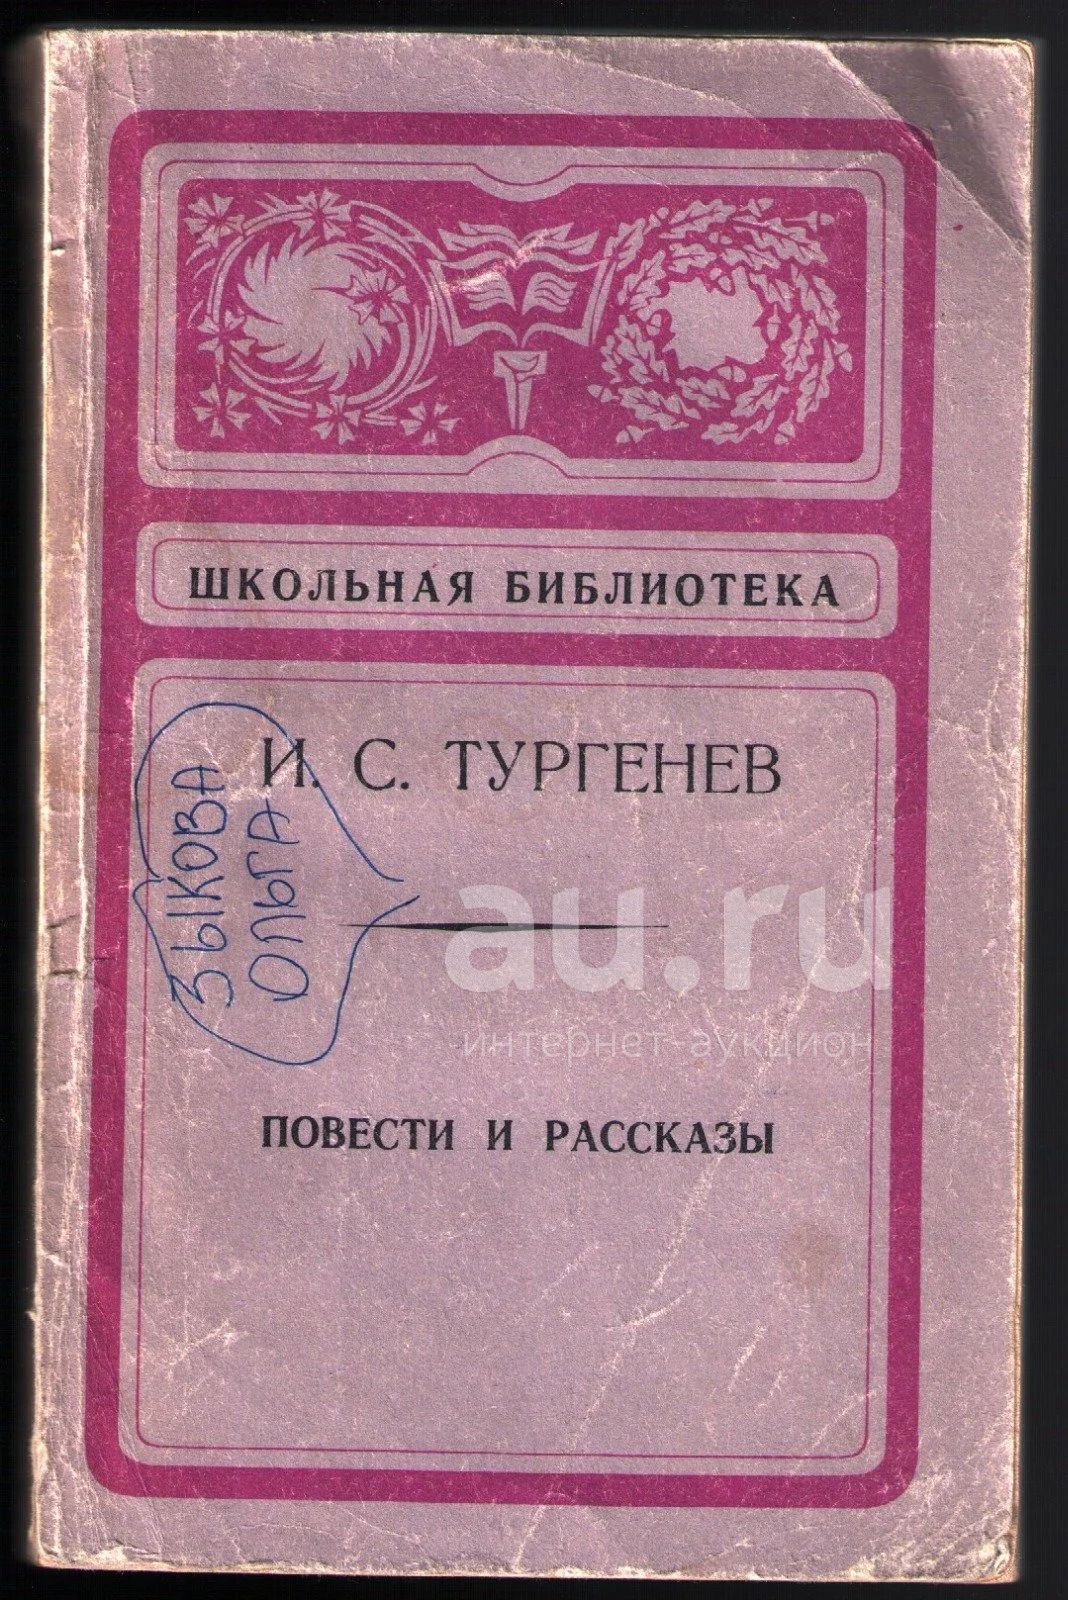 ШКОЛЬНАЯ БИБЛИОТЕКА
И. С. ТУРГЕНЕВ
ЗЫКОВА
ОЛЬГА
au.ru
интернет-аукцион
ПОВЕСТИ И РАССКАЗЫ